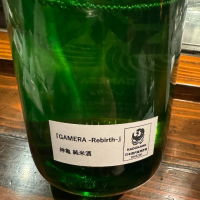 「GAMERA -Rebirth-」
神亀 純米酒
KADOKAWA